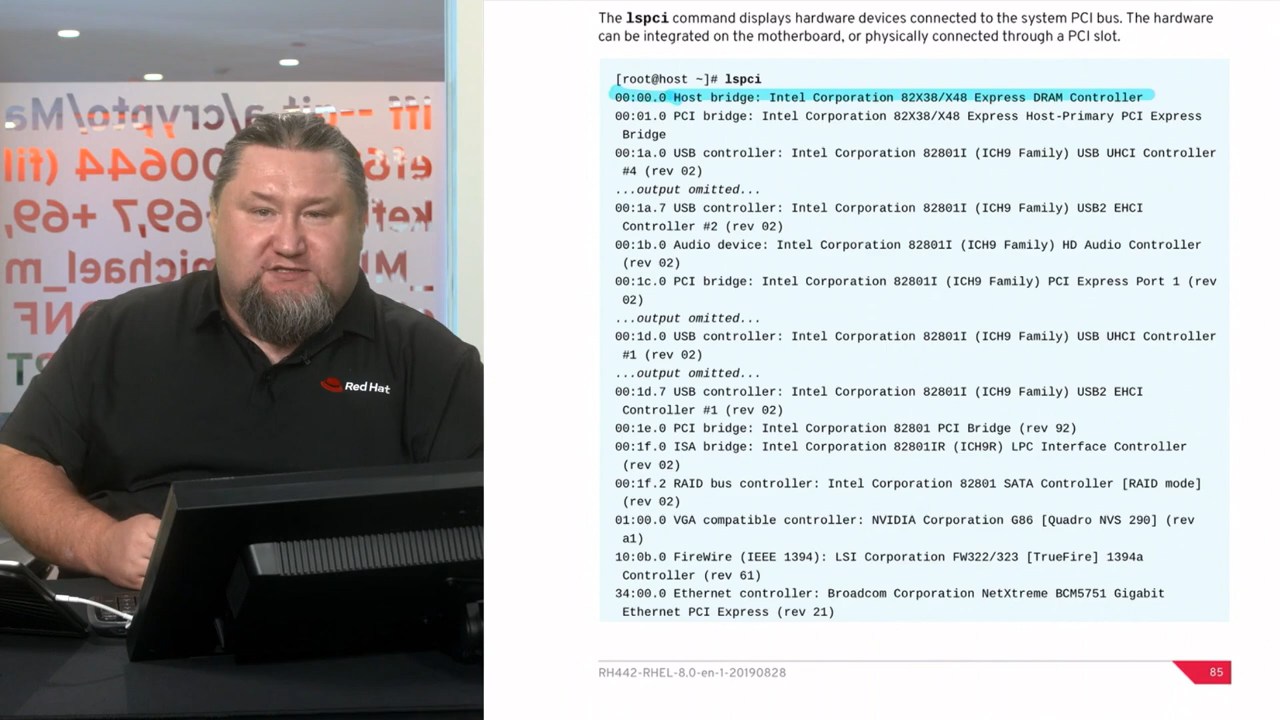 The lspci command displays hardware devices connected to the system PCI bus. The hardware
can be integrated on the motherboard, or physically connected through a PCI slot.
[root@host ~]# lspci
00:00.0 Host bridge: Intel Corporation 82X38/X48 Express DRAM Controller
00:01.0 PCI bridge: Intel Corporation 82X38/X48 Express Host-Primary PCI Express
Bridge
00:1a.0 USB controller: Intel Corporation 82801I (ICH9 Family) USB UHCI Controller
#4 (rev 02)
...output omitted...
00:1a.7 USB controller: Intel Corporation 82801I (ICH9 Family) USB2 EHCI
Controller #2 (rev 02)
00:1b.0 Audio device: Intel Corporation 82801I (ICH9 Family) HD Audio Controller
(rev 02)
00:1c.0 PCI bridge: Intel Corporation 82801I (ICH9 Family) PCI Express Port 1 (rev
02)
...output omitted...
00:1d.0 USB controller: Intel Corporation 82801I (ICH9 Family) USB UHCI Controller
#1 (rev 02)
...output omitted...
00:1d.7 USB controller: Intel Corporation 82801I (ICH9 Family) USB2 EHCI
Controller #1 (rev 02)
00:1e.0 PCI bridge: Intel Corporation 82801 PCI Bridge (rev 92)
00:1f.0 ISA bridge: Intel Corporation 82801IR (ICH9R) LPC Interface Controller
(rev 02)
00:1f.2 RAID bus controller: Intel Corporation 82801 SATA Controller [RAID mode]
(rev 02)
01:00.0 VGA compatible controller: NVIDIA Corporation G86 [Quadro NVS 290] (rev
a1)
10:0b.0 FireWire (IEEE 1394): LSI Corporation FW322/323 [TrueFire] 1394a
Controller (rev 61)
34:00.0 Ethernet controller: Broadcom Corporation NetXtreme BCM5751 Gigabit
Ethernet PCI Express (rev 21)
RH442-RHEL-8.0-en-1-20190828
85
Red Hat